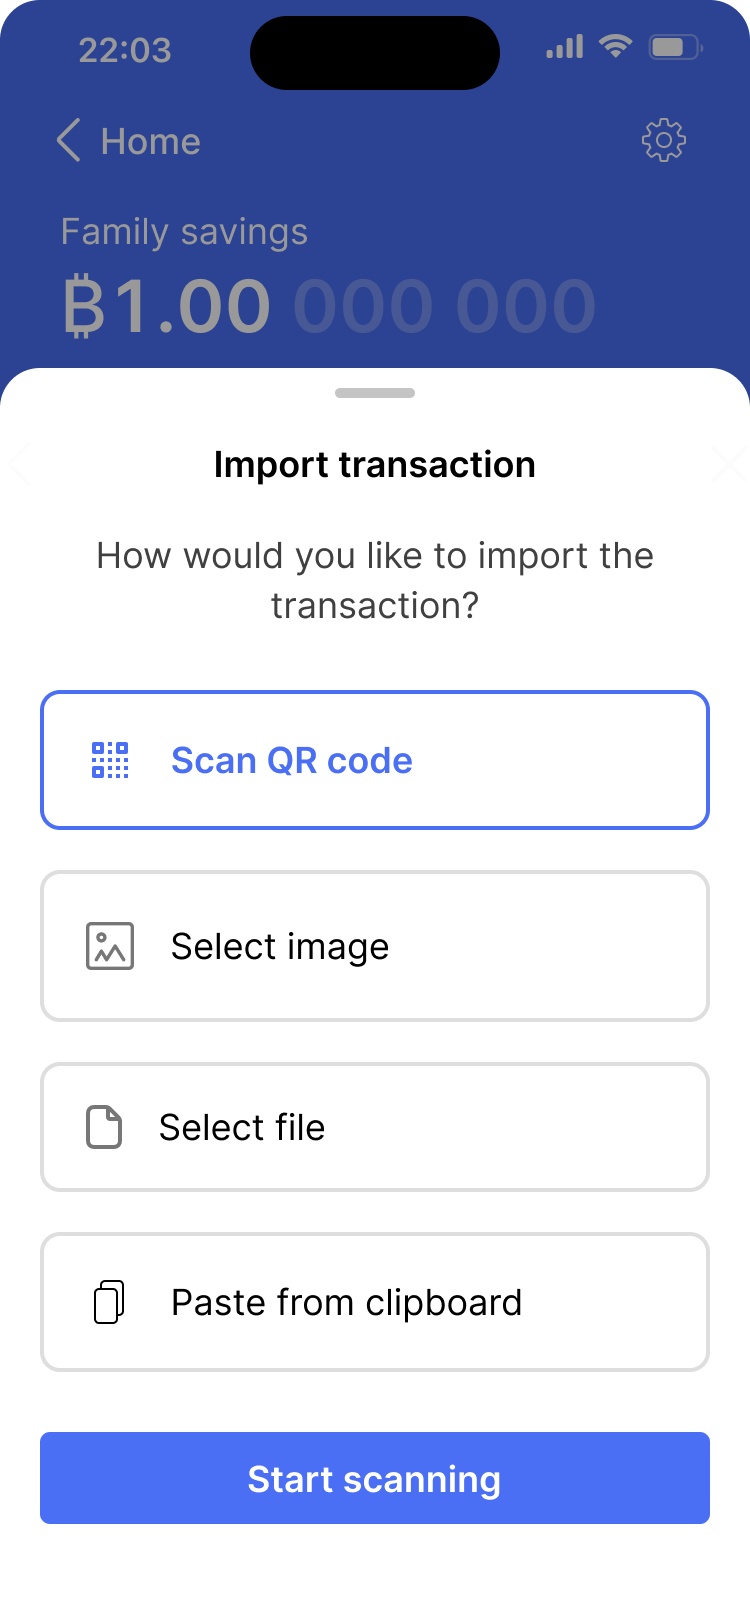 22:03
Home
Family savings
₿1.00 000 000
Import transaction
How would you like to import the
transaction?
Scan QR code
Select image
Select file
Paste from clipboard
Start scanning